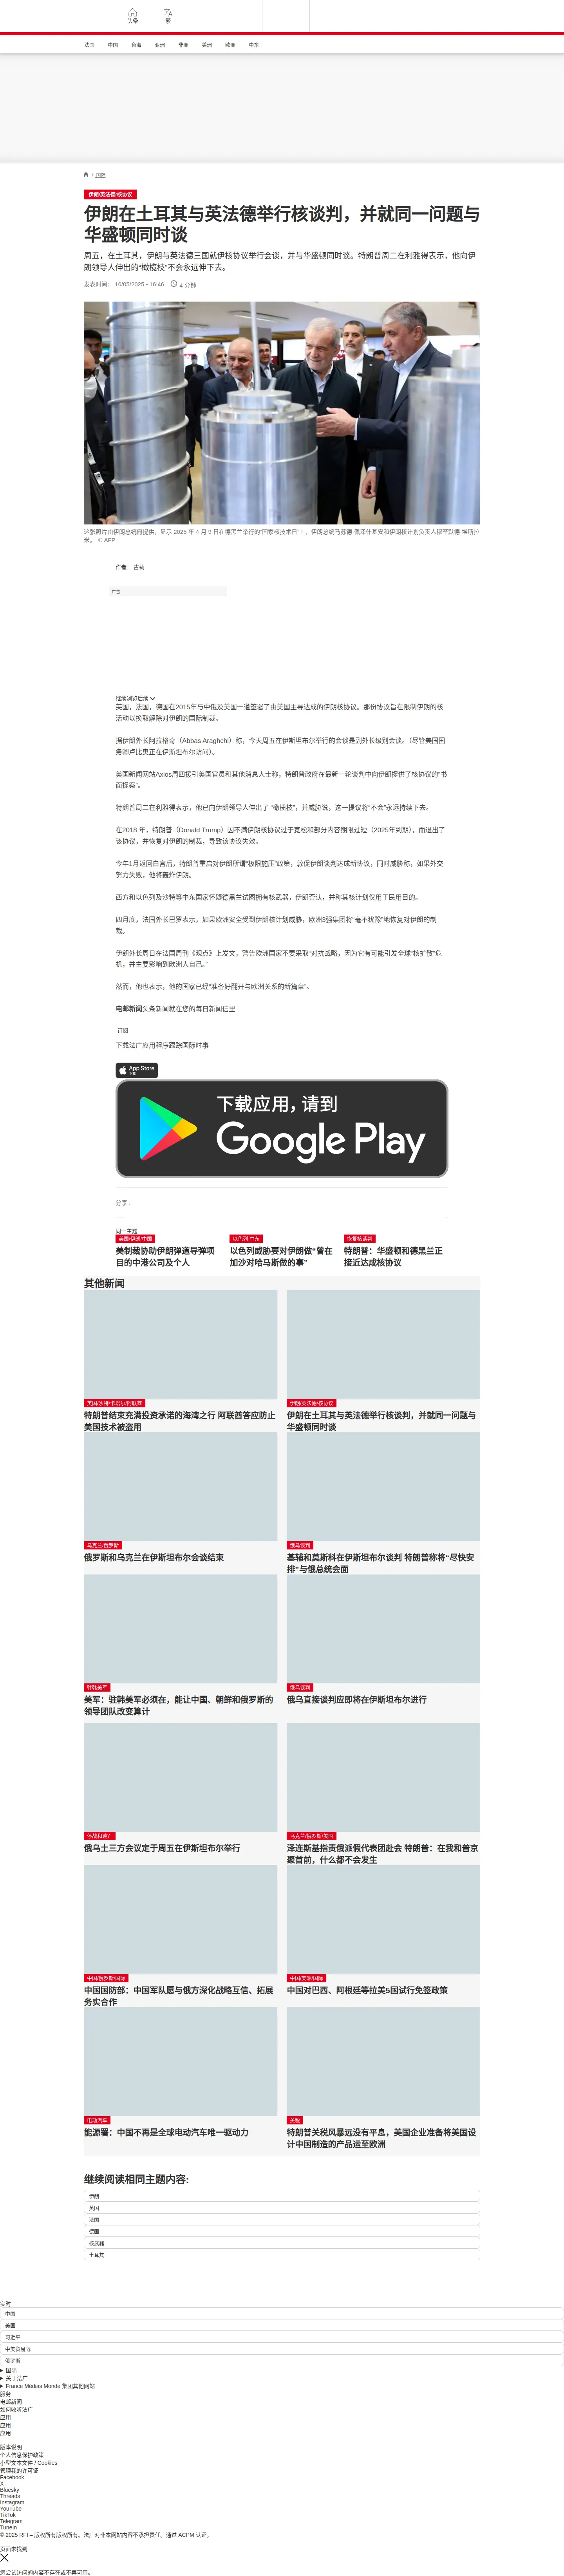 头条
繁
法国
中国
台海
亚洲
非洲
美洲
欧洲
中东
/ 国际
伊朗/英法德/核协议
伊朗在土耳其与英法德举行核谈判，并就同一问题与
华盛顿同时谈
周五，在土耳其，伊朗与英法德三国就伊核协议举行会谈，并与华盛顿同时谈。特朗普周二在利雅得表示，他向伊
朗领导人伸出的“橄榄枝”不会永远伸下去。
发表时间： 16/05/2025 - 16:46
4 分钟
这张照片由伊朗总统府提供，显示 2025 年 4 月 9 日在德黑兰举行的“国家核技术日”上，伊朗总统马苏德·佩泽什基安和伊朗核计划负责人穆罕默德·埃斯拉
米。 © AFP
作者： 古莉
广告
继续浏览后续
英国，法国，德国在2015年与中俄及美国一道签署了由美国主导达成的伊朗核协议。那份协议旨在限制伊朗的核
活动以换取解除对伊朗的国际制裁。
据伊朗外长阿拉格奇（Abbas Araghchi）称，今天周五在伊斯坦布尔举行的会谈是副外长级别会谈。（尽管美国国
务卿卢比奥正在伊斯坦布尔访问）。
美国新闻网站Axios周四援引美国官员和其他消息人士称，特朗普政府在最新一轮谈判中向伊朗提供了核协议的“书
面提案”。
特朗普周二在利雅得表示，他已向伊朗领导人伸出了 “橄榄枝”，并威胁说，这一提议将“不会”永远持续下去。
在2018 年，特朗普（Donald Trump）因不满伊朗核协议过于宽松和部分内容期限过短（2025年到期），而退出了
该协议，并恢复对伊朗的制裁，导致该协议失败。
今年1月返回白宫后，特朗普重启对伊朗所谓“极限施压”政策，敦促伊朗谈判达成新协议，同时威胁称，如果外交
努力失败，他将轰炸伊朗。
西方和以色列及沙特等中东国家怀疑德黑兰试图拥有核武器，伊朗否认，并称其核计划仅用于民用目的。
四月底，法国外长巴罗表示，如果欧洲安全受到伊朗核计划威胁，欧洲3强集团将“毫不犹豫”地恢复对伊朗的制
裁。
伊朗外长周日在法国周刊《观点》上发文，警告欧洲国家不要采取“对抗战略，因为它有可能引发全球“核扩散”危
机，并主要影响到欧洲人自己。”
然而，他也表示，他的国家已经“准备好翻开与欧洲关系的新篇章”。
电邮新闻头条新闻就在您的每日新闻信里
订阅
下载法广应用程序跟踪国际时事
App Store
下载
下载应用，请到
Google Play
分享 :
同一主题
美国/伊朗/中国
美制裁协助伊朗弹道导弹项
目的中港公司及个人
以色列 中东
以色列威胁要对伊朗做“曾在
加沙对哈马斯做的事”
恢复核谈判
特朗普：华盛顿和德黑兰正
接近达成核协议
其他新闻
美国/沙特/卡塔尔/阿联酋
特朗普结束充满投资承诺的海湾之行 阿联酋答应防止
美国技术被盗用
伊朗/英法德/核协议
伊朗在土耳其与英法德举行核谈判，并就同一问题与
华盛顿同时谈
乌克兰/俄罗斯
俄罗斯和乌克兰在伊斯坦布尔会谈结束
俄乌谈判
基辅和莫斯科在伊斯坦布尔谈判 特朗普称将“尽快安
排”与俄总统会面
驻韩美军
美军：驻韩美军必须在，能让中国、朝鲜和俄罗斯的
领导团队改变算计
俄乌谈判
俄乌直接谈判应即将在伊斯坦布尔进行
停战和谈？
俄乌土三方会议定于周五在伊斯坦布尔举行
乌克兰/俄罗斯/美国
泽连斯基指责俄派假代表团赴会 特朗普：在我和普京
聚首前，什么都不会发生
中国/俄罗斯/国际
中国国防部：中国军队愿与俄方深化战略互信、拓展
务实合作
中国/美洲/国际
中国对巴西、阿根廷等拉美5国试行免签政策
电动汽车
能源署：中国不再是全球电动汽车唯一驱动力
关税
特朗普关税风暴远没有平息，美国企业准备将美国设
计中国制造的产品运至欧洲
继续阅读相同主题内容:
伊朗
英国
法国
德国
核武器
土耳其
实时
中国
美国
习近平
中美贸易战
俄罗斯
国际
关于法广
France Médias Monde 集团其他网站
服务
电邮新闻
如何收听法广
应用
应用
应用
版本说明
个人信息保护政策
小型文本文件 / Cookies
管理我的许可证
Facebook
X
Bluesky
Threads
Instagram
YouTube
TikTok
Telegram
TuneIn
© 2025 RFI – 版权所有版权所有。法广对非本网站内容不承担责任。通过 ACPM 认证。
页面未找到
您尝试访问的内容不存在或不再可用。